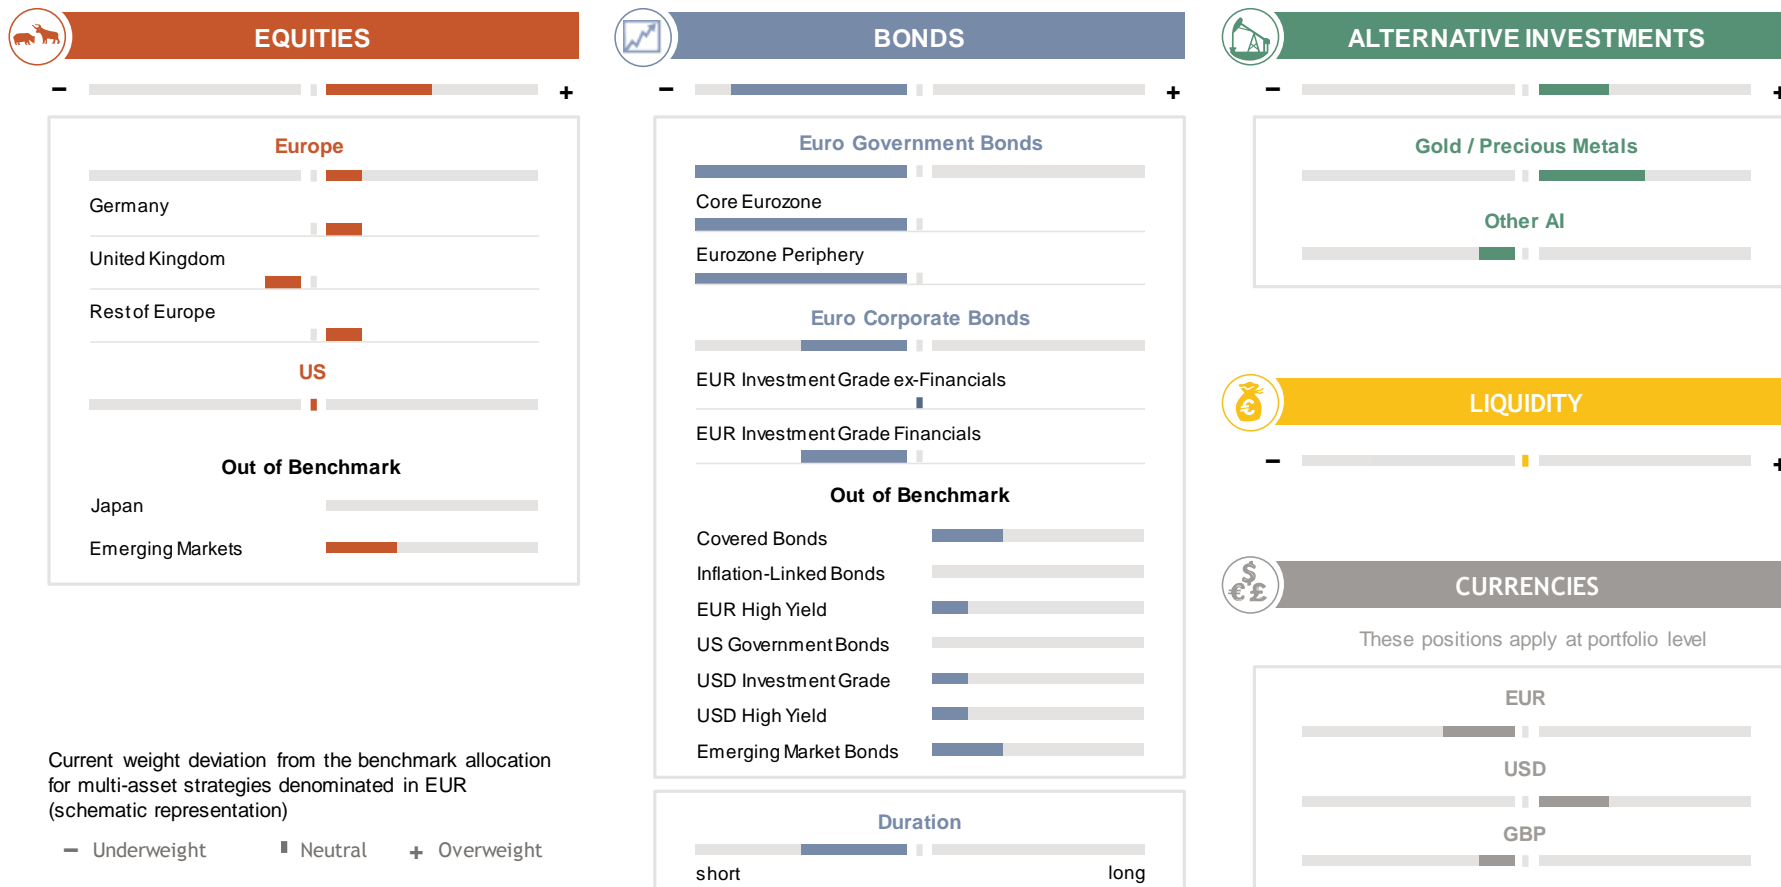 EQUITIES
− +
Europe
Germany
United Kingdom
Rest of Europe
US
Out of Benchmark
Japan
Emerging Markets
Current weight deviation from the benchmark allocation
for multi-asset strategies denominated in EUR
(schematic representation)
− Underweight Neutral + Overweight
BONDS
− +
Euro Government Bonds
Core Eurozone
Eurozone Periphery
Euro Corporate Bonds
EUR Investment Grade ex-Financials
EUR Investment Grade Financials
Out of Benchmark
Covered Bonds
Inflation-Linked Bonds
EUR High Yield
US Government Bonds
USD Investment Grade
USD High Yield
Emerging Market Bonds
Duration
short long
ALTERNATIVE INVESTMENTS
− +
Gold / Precious Metals
Other AI
€
LIQUIDITY
− +
$
€ £
CURRENCIES
These positions apply at portfolio level
EUR
USD
GBP